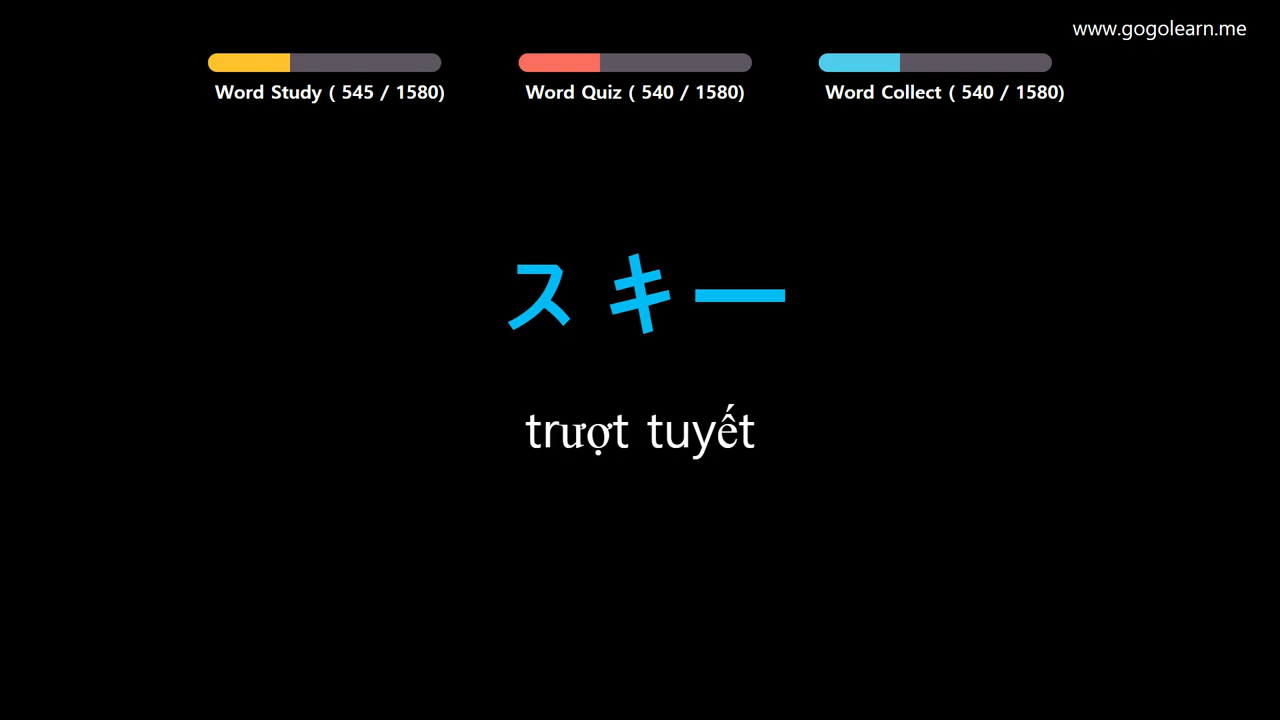 www.gogolearn.me
Word Study ( 545 / 1580)
Word Quiz ( 540 / 1580)
Word Collect ( 540 / 1580)
スキー
trượt tuyết